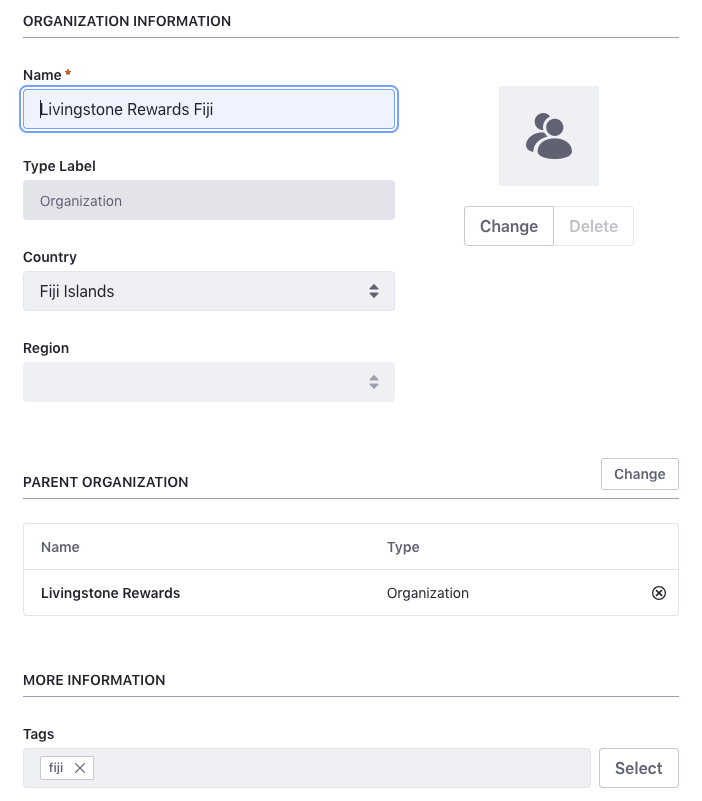 ORGANIZATION INFORMATION
Name *
Livingstone Rewards Fiji
Type Label
Organization
Change
Delete
Country
Fiji Islands
Region
PARENT ORGANIZATION
Change
Name Type
Livingstone Rewards Organization
MORE INFORMATION
Tags
fiji
Select